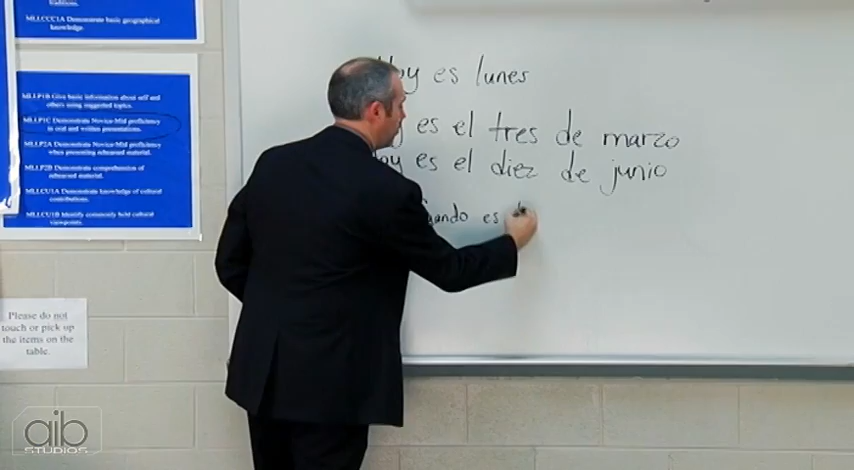 traditions.
MLLCCC1A Demonstrate basic geographical
knowledge.
MLLP1B Give basic information about self and
others using suggested topics.
MLLP1C Demonstrate Novice-Mid proficiency
in oral and written presentations.
MLLP2A Demonstrate Novice-Mid proficiency
when presenting rehearsed material.
MLLP2B Demonstrate comprehension of
rehearsed material.
MLLCU1A Demonstrate knowledge of cultural
contributions.
MLLCU1B Identify commonly held cultural
viewpoints.
Please do not
touch or pick up
the items on the
table.
Hoy es lunes
es el tres de marzo
es el diez de junio
es
aib
STUDIOS